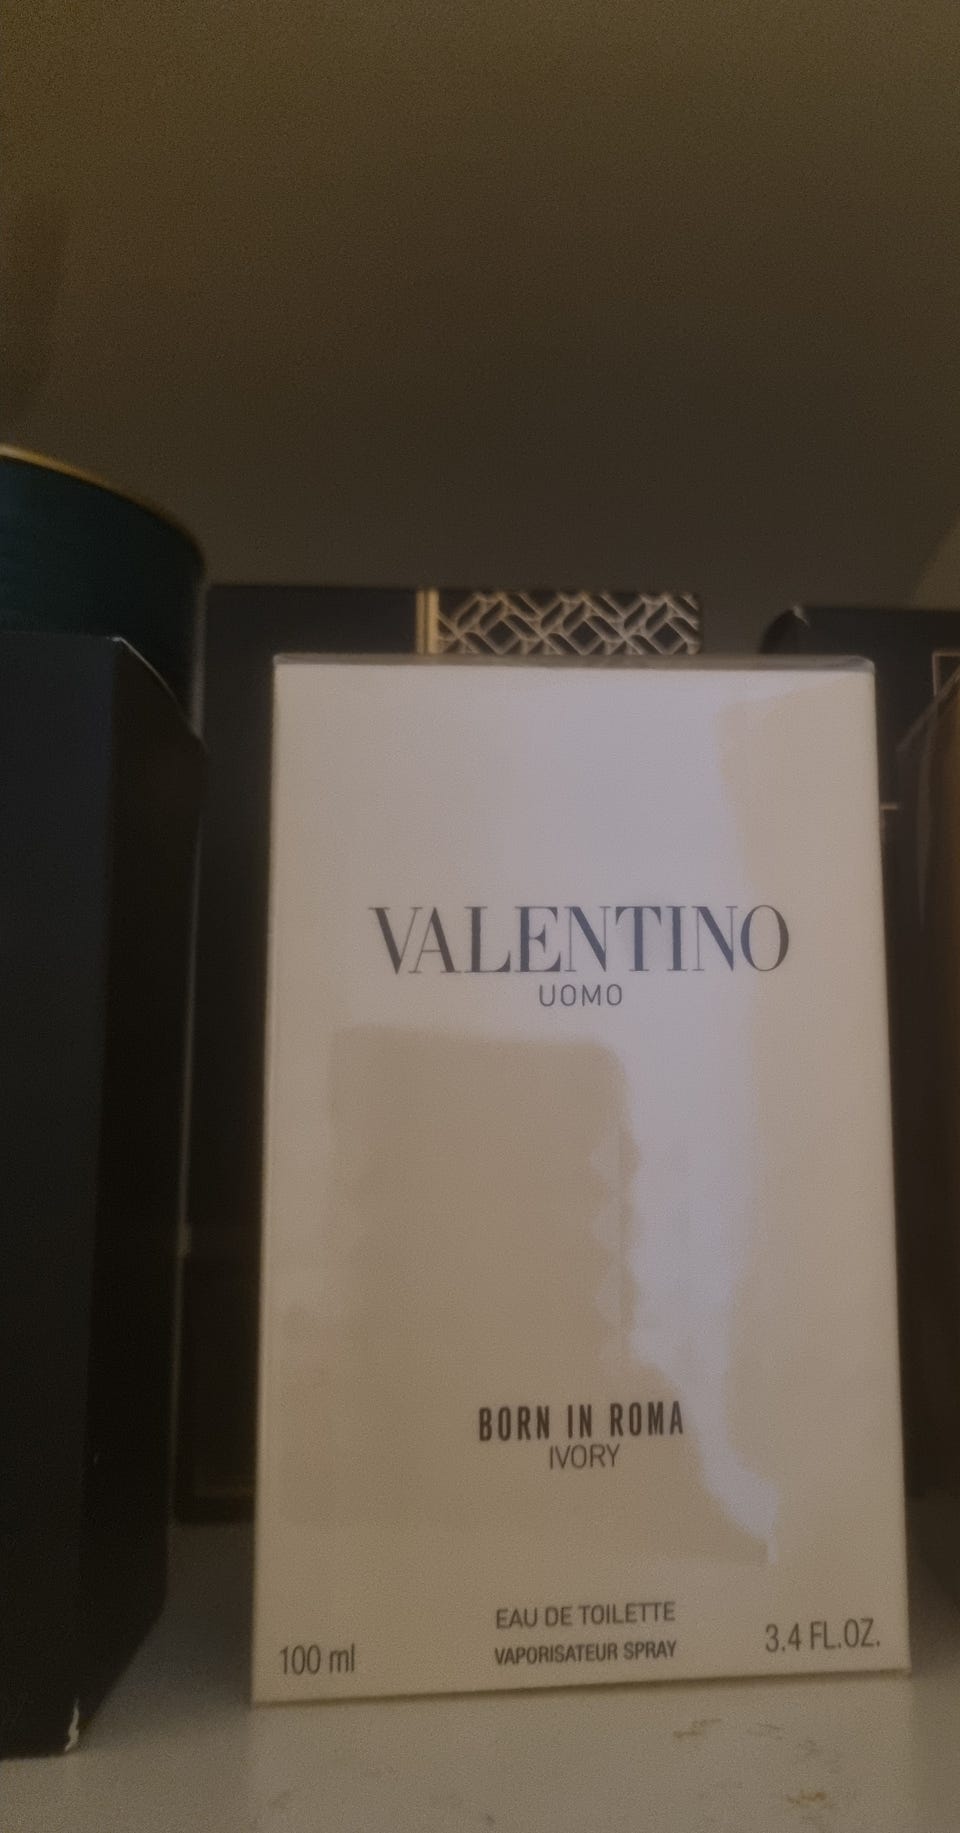 VALENTINO
UOMO
BORN IN ROMA
IVORY
EAU DE TOILETTE
100 ml VAPORISATEUR SPRAY 3,4 FL.OZ.